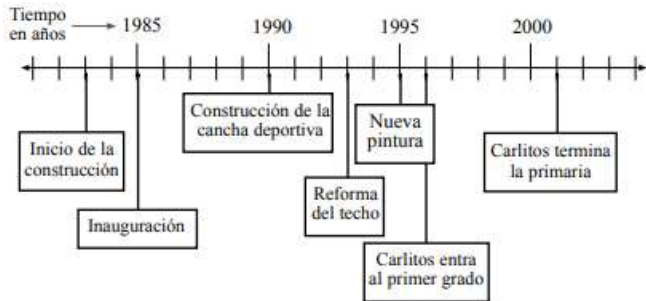 Tiempo
en años
1985
1990
1995
2000
Inicio de la
construcción
Inauguración
Construcción de la
cancha deportiva
Reforma
del techo
Nueva
pintura
Carlitos entra
al primer grado
Carlitos termina
la primaria